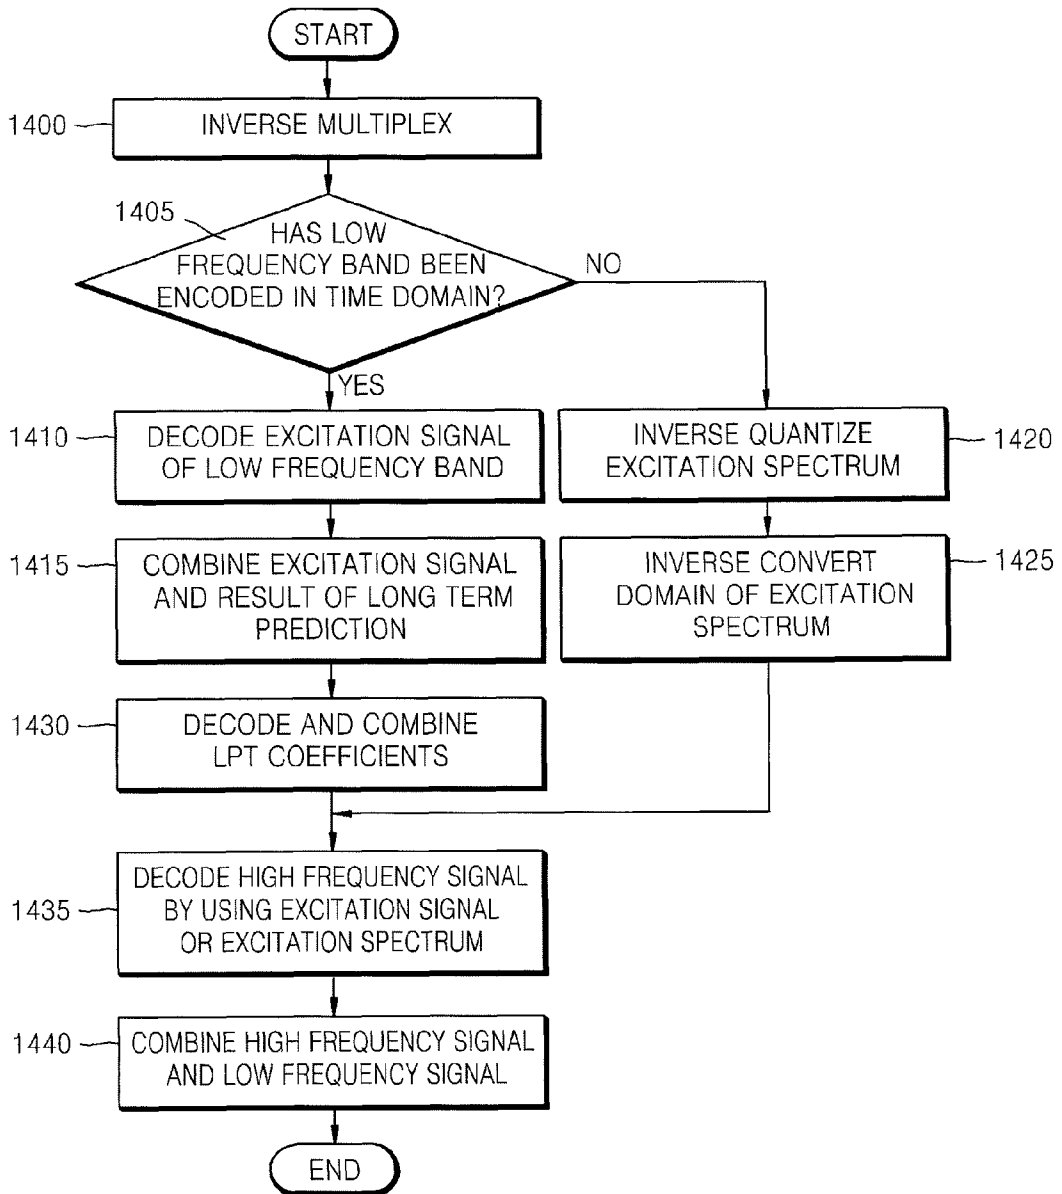 START
1400
INVERSE MULTIPLEX
1405
HAS LOW
FREQUENCY BAND BEEN
ENCODED IN TIME DOMAIN?
NO
YES
1410
DECODE EXCITATION SIGNAL
OF LOW FREQUENCY BAND
INVERSE QUANTIZE
EXCITATION SPECTRUM
1420
1415
COMBINE EXCITATION SIGNAL
AND RESULT OF LONG TERM
PREDICTION
INVERSE CONVERT
DOMAIN OF EXCITATION
SPECTRUM
1425
1430
DECODE AND COMBINE
LPT COEFFICIENTS
1435
DECODE HIGH FREQUENCY SIGNAL
BY USING EXCITATION SIGNAL
OR EXCITATION SPECTRUM
1440
COMBINE HIGH FREQUENCY SIGNAL
AND LOW FREQUENCY SIGNAL
END